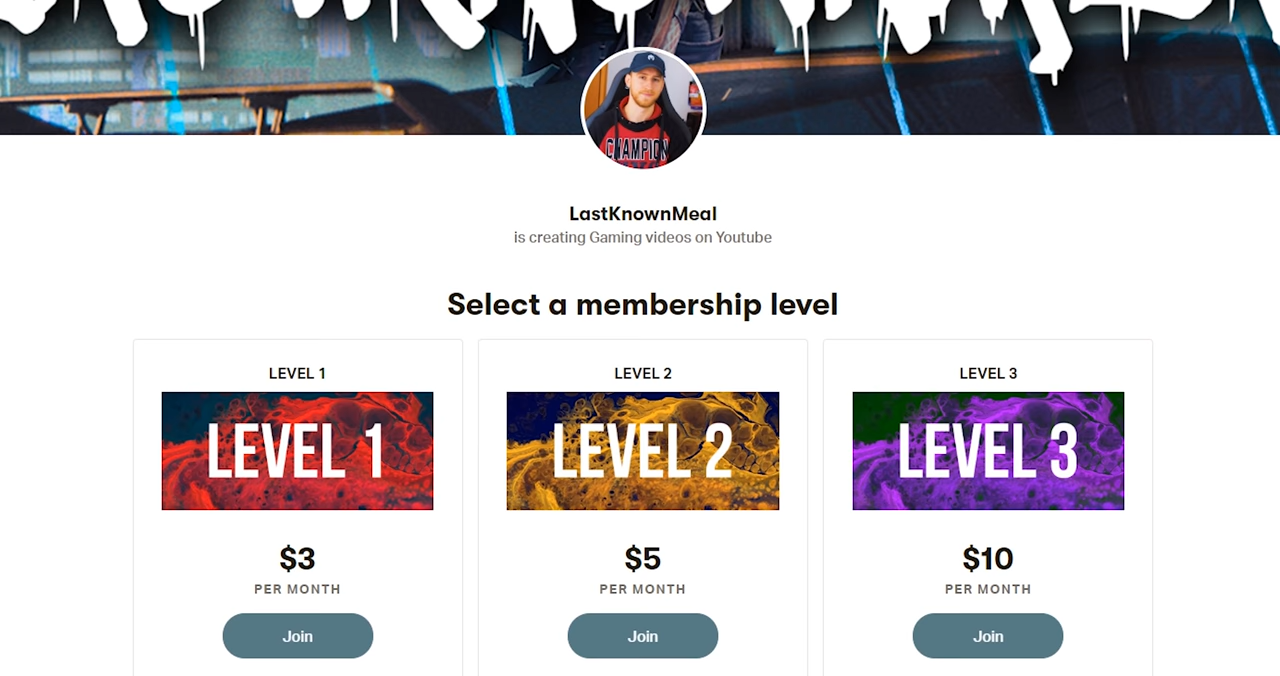 CHAMPION
LastKnownMeal
is creating Gaming videos on Youtube
Select a membership level
LEVEL 1
LEVEL 1
$3
PER MONTH
Join
LEVEL 2
LEVEL 2
$5
PER MONTH
Join
LEVEL 3
LEVEL 3
$10
PER MONTH
Join